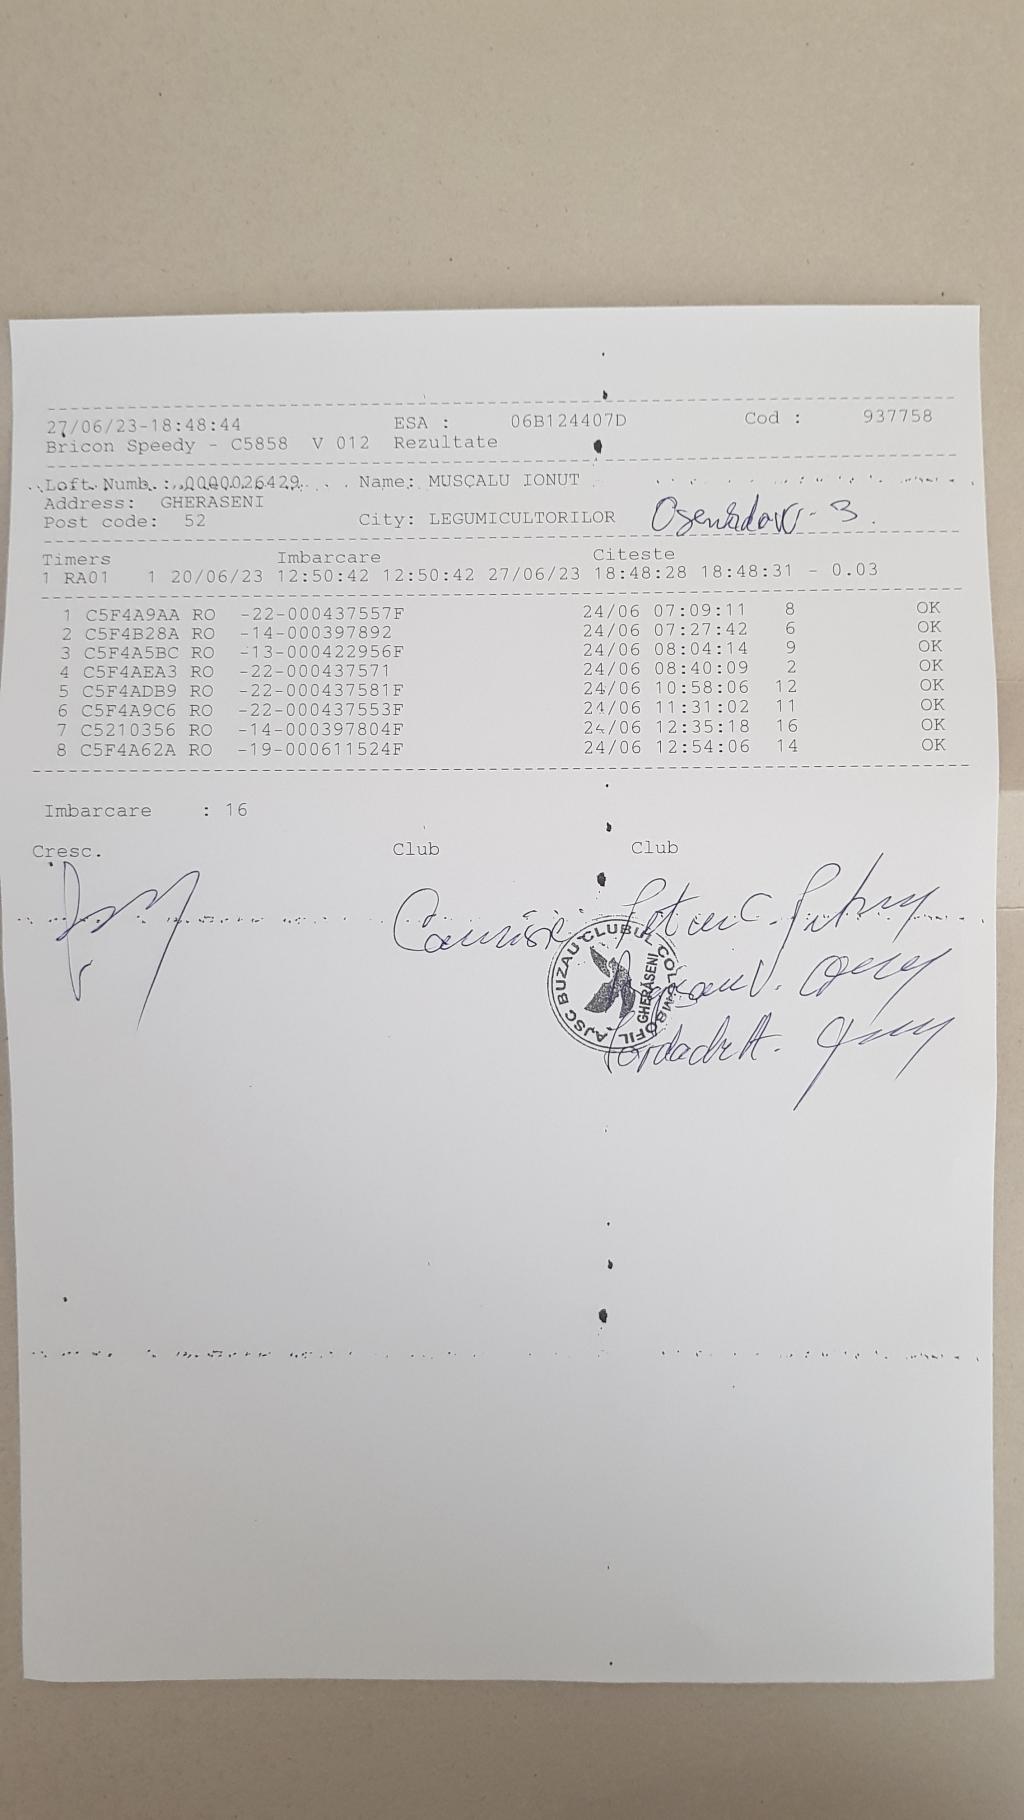 27/06/23-18:48:44 ESA : 06B124407D Cod : 937758
Bricon Speedy - C5858 V 012 Rezultate
Loft Numb.: 0000026429 Name: MUSCALU IONUT
Address: GHERASENI
Post code: 52 City: LEGUMICULTORILOR
Timers Imbarcare Citeste
1 RA01 1 20/06/23 12:50:42 12:50:42 27/06/23 18:48:28 18:48:31 - 0.03
1 C5F4A9AA RO -22-000437557F 24/06 07:09:11 8 OK
2 C5F4B28A RO -14-000397892 24/06 07:27:42 6 OK
3 C5F4A5BC RO -13-000422956F 24/06 08:04:14 9 OK
4 C5F4AEA3 RO -22-000437571 24/06 08:40:09 2 OK
5 C5F4ADB9 RO -22-000437581F 24/06 10:58:06 12 OK
6 C5F4A9C6 RO -22-000437553F 24/06 11:31:02 11 OK
7 C5210356 RO -14-000397804F 24/06 12:35:18 16 OK
8 C5F4A62A RO -19-000611524F 24/06 12:54:06 14 OK
Imbarcare : 16
Cresc. Club Club
AJSC BUZAU CLUBUL COLUMBOFIL
GHERĂSENI